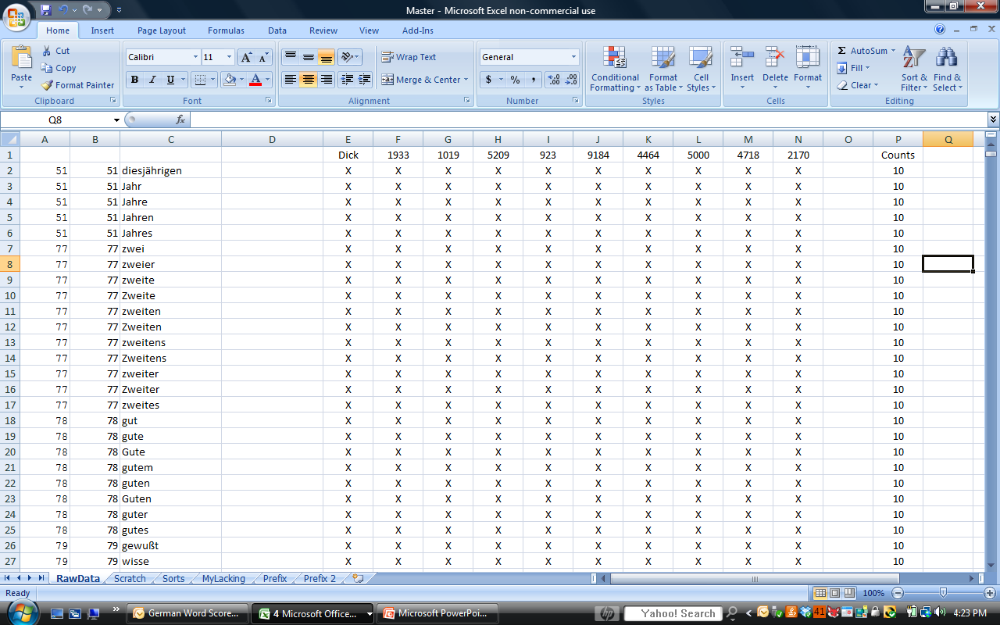 Master - Microsoft Excel non-commercial use
Home Insert Page Layout Formulas Data Review View Add-Ins
Paste Cut Copy Format Painter Clipboard
Calibri 11 A A B I U A Font
Wrap Text Merge & Center Alignment
General $ % , .00 .0 Number
Conditional Formatting Format as Table Cell Styles Styles
Insert Delete Format Cells
Σ AutoSum Fill Clear Sort & Filter Find & Select Editing
Q8 fx
A B C D E F G H I J K L M N O P Q
1 Dick 1933 1019 5209 923 9184 4464 5000 4718 2170 Counts
2 51 51 diesjährigen X X X X X X X X X X 10
3 51 51 Jahr X X X X X X X X X X 10
4 51 51 Jahre X X X X X X X X X X 10
5 51 51 Jahren X X X X X X X X X X 10
6 51 51 Jahres X X X X X X X X X X 10
7 77 77 zwei X X X X X X X X X X 10
8 77 77 zweier X X X X X X X X X X 10
9 77 77 zweite X X X X X X X X X X 10
10 77 77 Zweite X X X X X X X X X X 10
11 77 77 zweiten X X X X X X X X X X 10
12 77 77 Zweiten X X X X X X X X X X 10
13 77 77 zweitens X X X X X X X X X X 10
14 77 77 Zweitens X X X X X X X X X X 10
15 77 77 zweiter X X X X X X X X X X 10
16 77 77 Zweiter X X X X X X X X X X 10
17 77 77 zweites X X X X X X X X X X 10
18 78 78 gut X X X X X X X X X X 10
19 78 78 gute X X X X X X X X X X 10
20 78 78 Gute X X X X X X X X X X 10
21 78 78 gutem X X X X X X X X X X 10
22 78 78 guten X X X X X X X X X X 10
23 78 78 Guten X X X X X X X X X X 10
24 78 78 guter X X X X X X X X X X 10
25 78 78 gutes X X X X X X X X X X 10
26 79 79 gewußt X X X X X X X X X X 10
27 79 79 wisse X X X X X X X X X X 10
RawData Scratch Sorts MyLacking Prefix Prefix 2
Ready 100%
German Word Score... 4 Microsoft Office... Microsoft PowerPoi... hp Yahoo! Search 41 4:23 PM